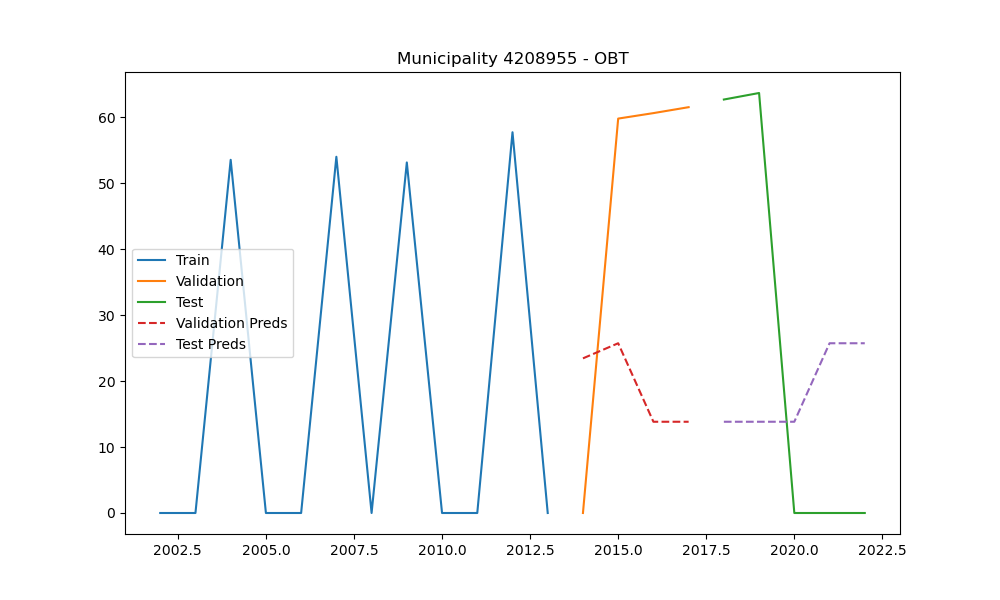 Municipality 4208955 - OBT
60
50
40
30
20
10
0
Train
Validation
Test
Validation Preds
Test Preds
2002.5 2005.0 2007.5 2010.0 2012.5 2015.0 2017.5 2020.0 2022.5